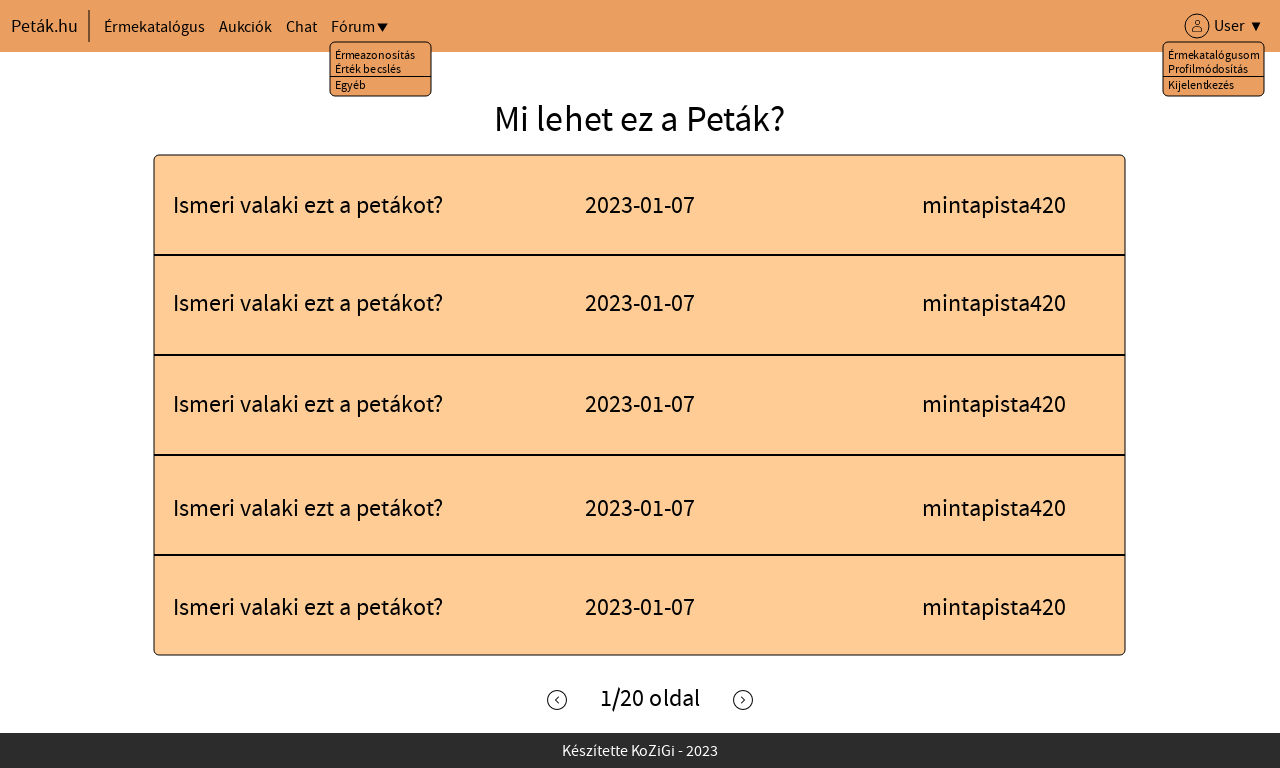 Peták.hu Érmekatalógus Aukciók Chat Fórum▼ User ▼
Érmeazonosítás
Érték becslés
Egyéb
Érmekatalógusom
Profilmódosítás
Kijelentkezés
Mi lehet ez a Peták?
Ismeri valaki ezt a petákot? 2023-01-07 mintapista420
Ismeri valaki ezt a petákot? 2023-01-07 mintapista420
Ismeri valaki ezt a petákot? 2023-01-07 mintapista420
Ismeri valaki ezt a petákot? 2023-01-07 mintapista420
Ismeri valaki ezt a petákot? 2023-01-07 mintapista420
1/20 oldal
Készítette KoZiGi - 2023